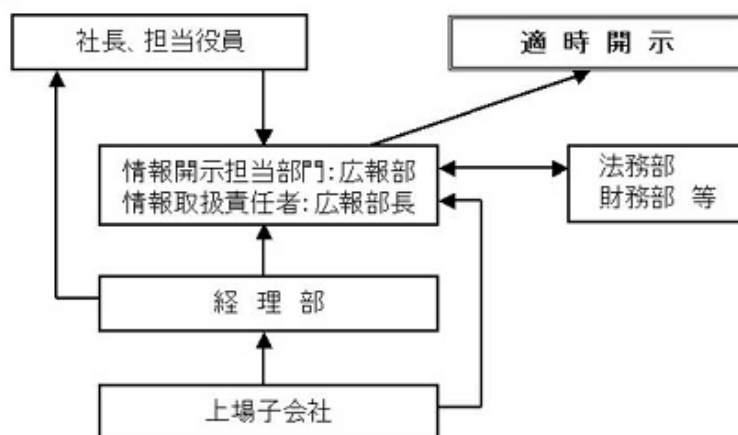 社長、担当役員
適 時 開 示
情報開示担当部門：広報部
情報取扱責任者：広報部長
法務部
財務部 等
経 理 部
上場子会社